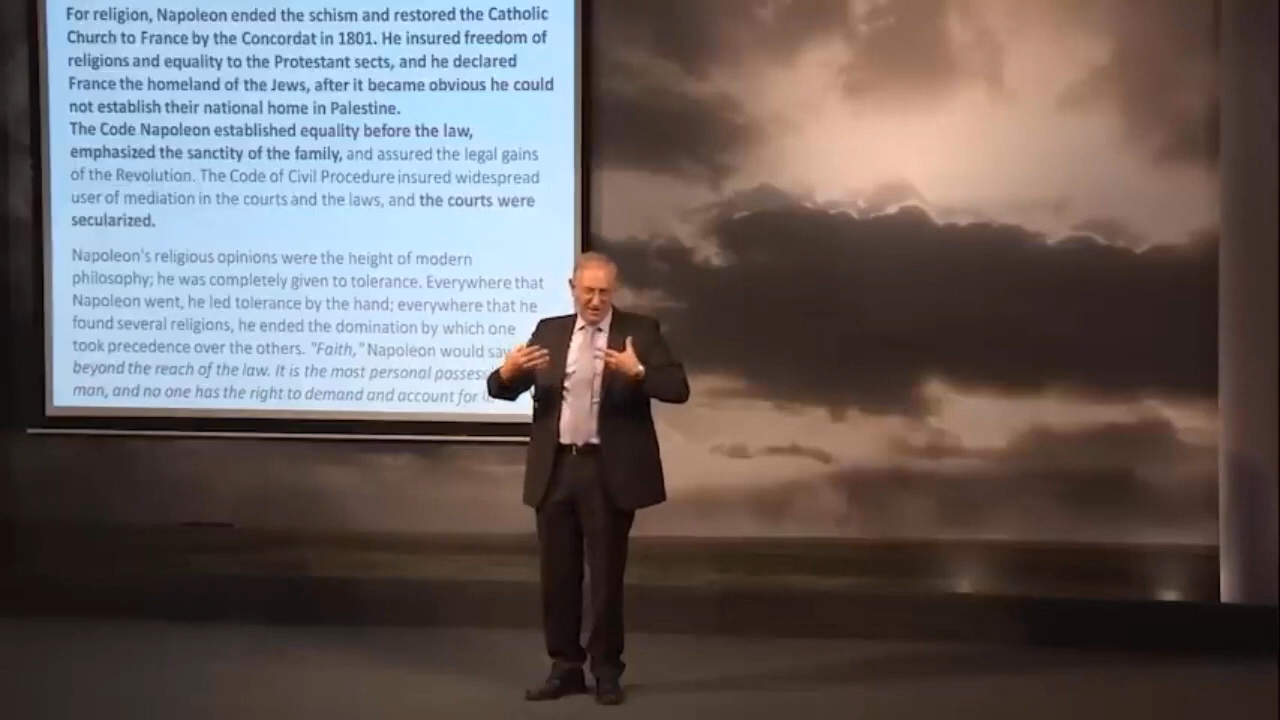 For religion, Napoleon ended the schism and restored the Catholic
Church to France by the Concordat in 1801. He insured freedom of
religions and equality to the Protestant sects, and he declared
France the homeland of the Jews, after it became obvious he could
not establish their national home in Palestine.
The Code Napoleon established equality before the law,
emphasized the sanctity of the family, and assured the legal gains
of the Revolution. The Code of Civil Procedure insured widespread
user of mediation in the courts and the laws, and the courts were
secularized.
Napoleon's religious opinions were the height of modern
philosophy; he was completely given to tolerance. Everywhere that
Napoleon went, he led tolerance by the hand; everywhere that he
found several religions, he ended the domination by which one
took precedence over the others. "Faith," Napoleon would say
beyond the reach of the law. It is the most personal
man, and no one has the right to demand and account for